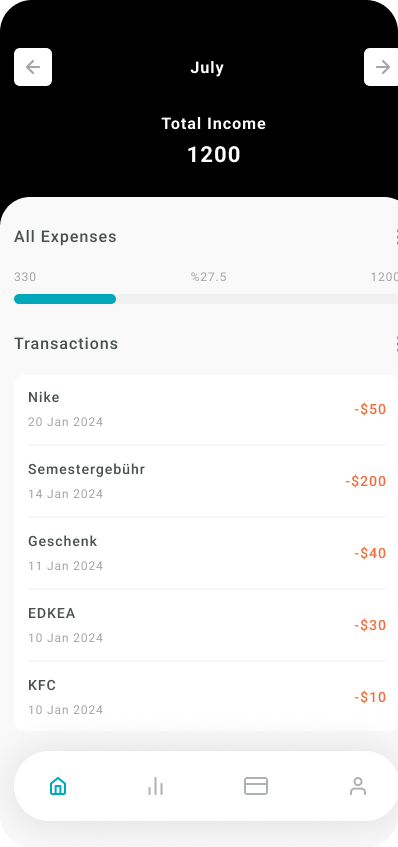 July
Total Income
1200
All Expenses
330 %27.5 1200
Transactions
Nike
20 Jan 2024
-$50
Semestergebühr
14 Jan 2024
-$200
Geschenk
11 Jan 2024
-$40
EDKEA
10 Jan 2024
-$30
KFC
10 Jan 2024
-$10